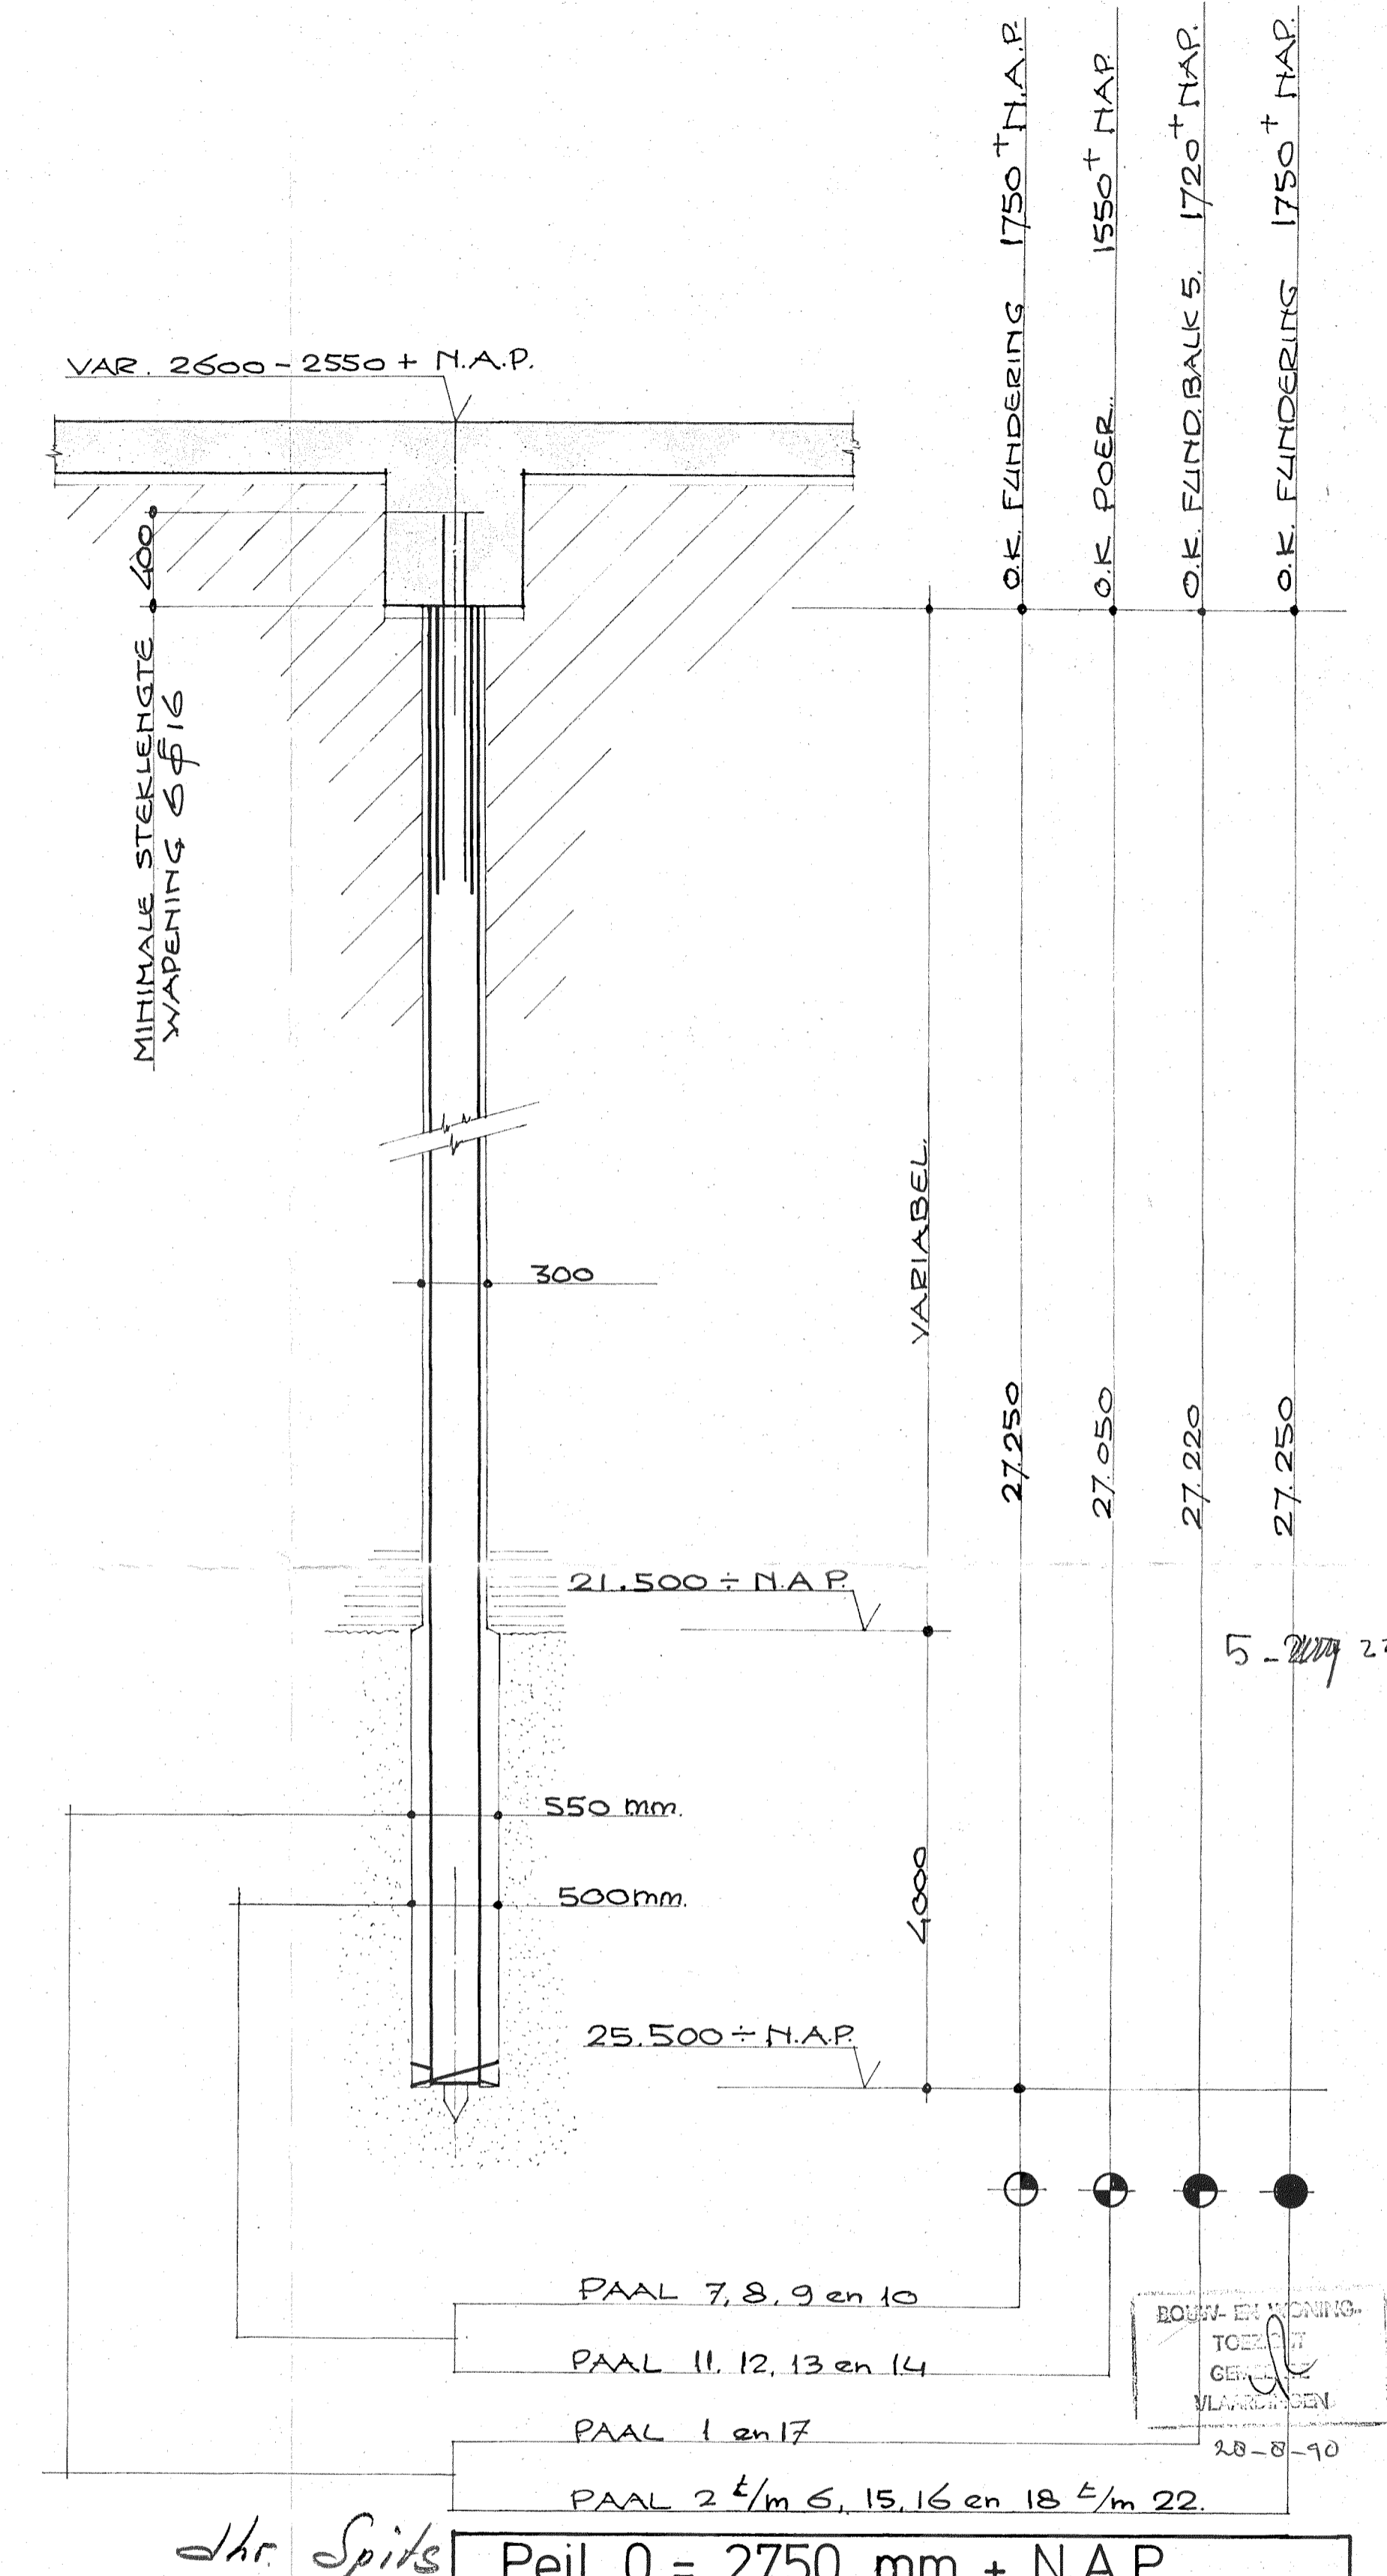 O.K. FUNDERING 1750+ N.A.P.
O.K. POER. 1550+ NAP.
O.K. FUND.BALK 5. 1720+ NAP.
O.K. FUNDERING 1750+ NAP.
VAR. 2600-2550+ N.A.P.
400
MINIMALE STEKLENGTE
WAPENING 6 ϕ 16
300
VARIABEL.
27.250
27.050
27.220
27.250
21.500 ÷ N.A.P.
5-
550 mm.
500mm.
4000
25.500 ÷ N.A.P.
PAAL 7, 8, 9 en 10
PAAL 11, 12, 13 en 14
PAAL 1 en 17
PAAL 2 t/m 6, 15, 16 en 18 t/m 22.
BOUW- EN WONING-
TOEZICHT
GEMEENTE
VLAARDINGEN
28-8-90
dhr. Spits
Peil 0 = 2750 mm + N.A.P.